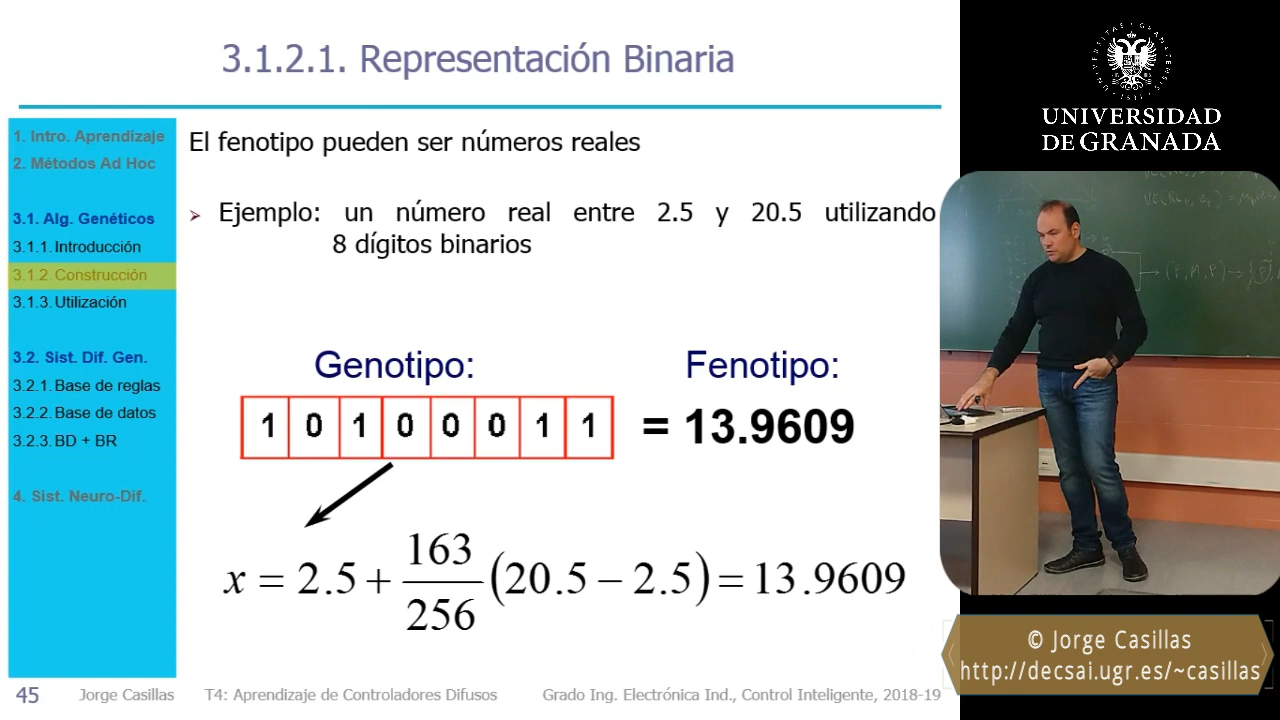 3.1.2.1. Representación Binaria
1. Intro. Aprendizaje
2. Métodos Ad Hoc
3.1. Alg. Genéticos
3.1.1. Introducción
3.1.2. Construcción
3.1.3. Utilización
3.2. Sist. Dif. Gen.
3.2.1. Base de reglas
3.2.2. Base de datos
3.2.3. BD + BR
4. Sist. Neuro-Dif.
El fenotipo pueden ser números reales
Ejemplo: un número real entre 2.5 y 20.5 utilizando
8 dígitos binarios
Genotipo: Fenotipo:
1 0 1 0 0 0 1 1 = 13.9609
x = 2.5 + 163/256 (20.5 − 2.5) = 13.9609
45 Jorge Casillas T4: Aprendizaje de Controladores Difusos Grado Ing. Electrónica Ind., Control Inteligente, 2018-19
UNIVERSIDAD
DE GRANADA
© Jorge Casillas
http://decsai.ugr.es/~casillas